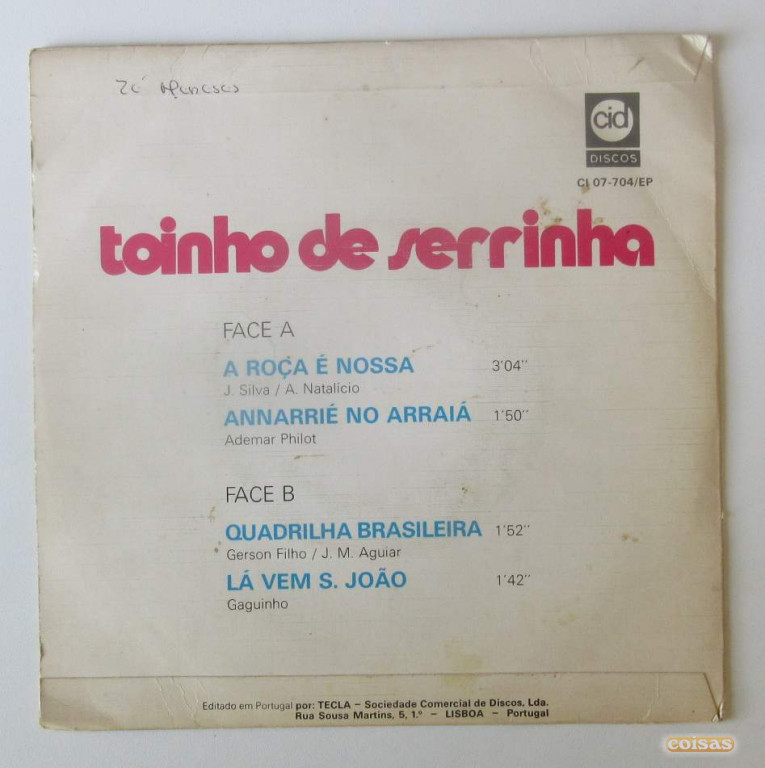 Zé Meneses
cid
DISCOS
CI 07-704/EP
toinho de serrinha
FACE A
A ROÇA É NOSSA 3'04''
J. Silva / A. Natalício
ANNARRIÉ NO ARRAIÁ 1'50''
Ademar Philot
FACE B
QUADRILHA BRASILEIRA 1'52''
Gerson Filho / J. M. Aguiar
LÁ VEM S. JOÃO 1'42''
Gaguinho
Editado em Portugal por: TECLA – Sociedade Comercial de Discos, Lda.
Rua Sousa Martins, 5, 1.º – LISBOA – Portugal
coisas